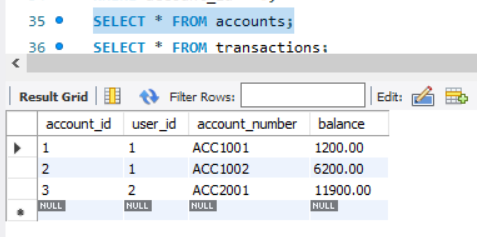 35 SELECT * FROM accounts;
36 SELECT * FROM transactions;
Result Grid Filter Rows: Edit:
account_id user_id account_number balance
1 1 ACC1001 1200.00
2 1 ACC1002 6200.00
3 2 ACC2001 11900.00
NULL NULL NULL NULL